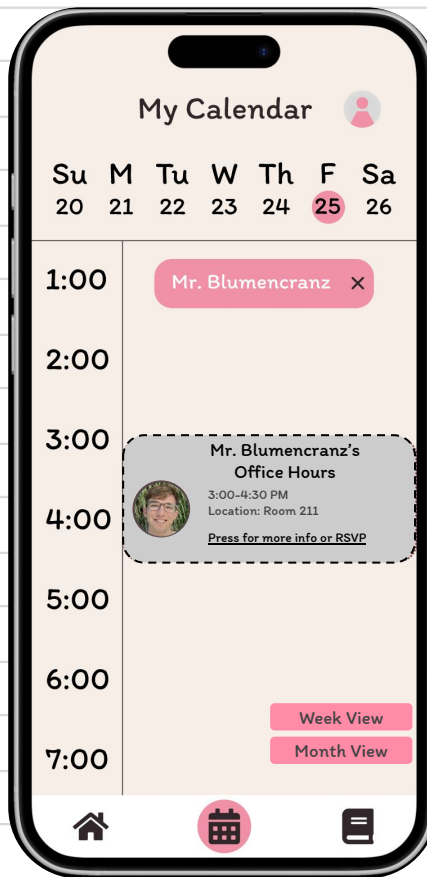 My Calendar
Su M Tu W Th F Sa
20 21 22 23 24 25 26
1:00
Mr. Blumencranz ×
2:00
3:00
Mr. Blumencranz's
Office Hours
3:00-4:30 PM
Location: Room 211
Press for more info or RSVP
4:00
5:00
6:00
Week View
Month View
7:00